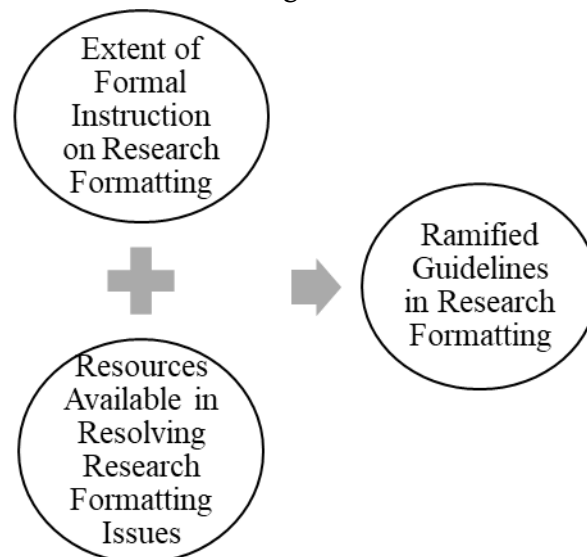 Extent of
Formal
Instruction
on Research
Formatting
Ramified
Guidelines
in Research
Formatting
Resources
Available in
Resolving
Research
Formatting
Issues